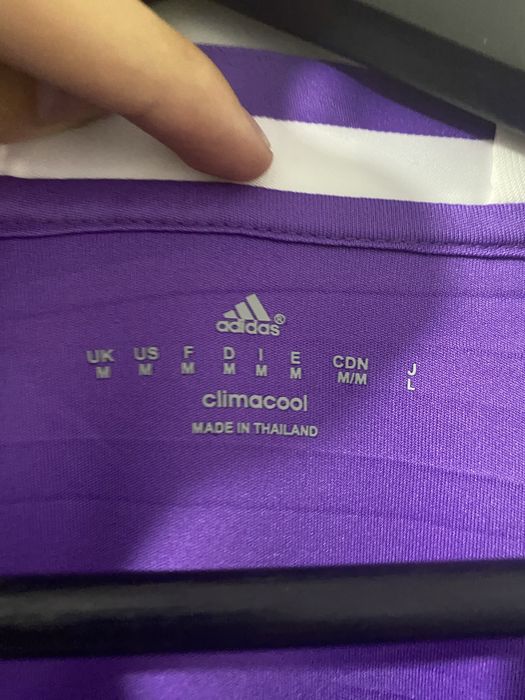 adidas®
UK US F D I E CDN J
M M M M M M M/M L
climacool
MADE IN THAILAND